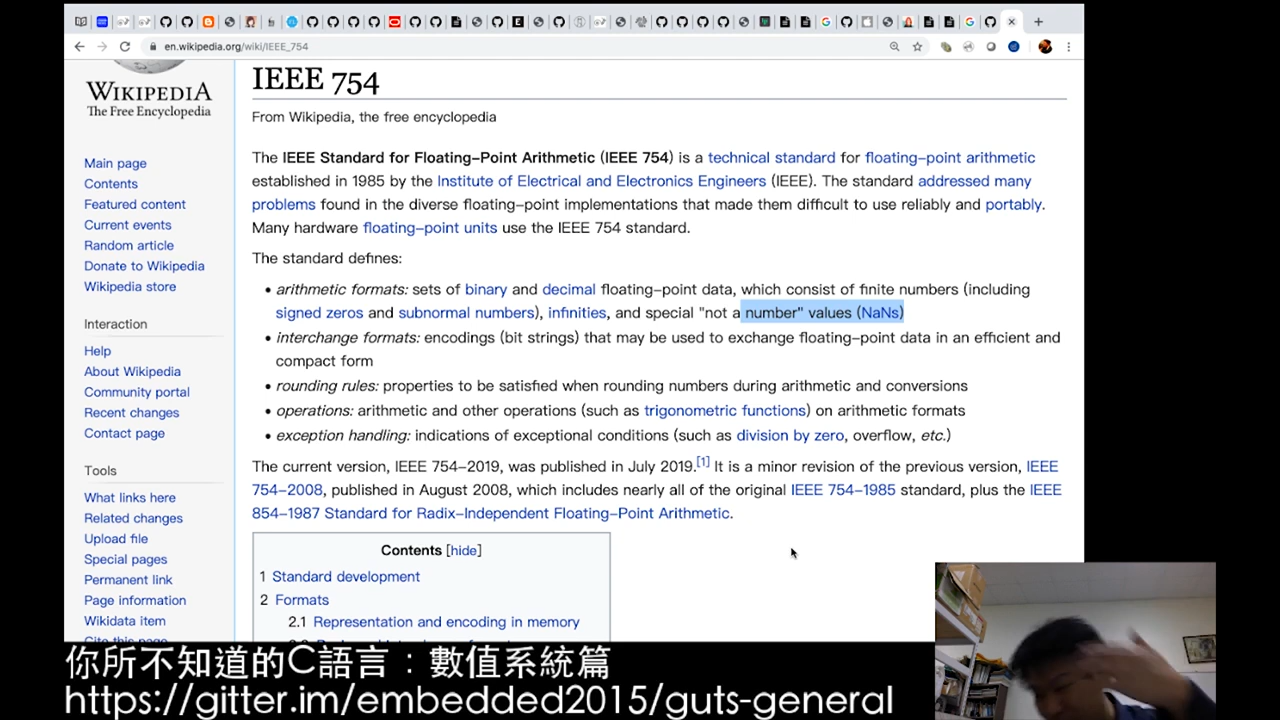 en.wikipedia.org/wiki/IEEE_754
WIKIPEDIA
The Free Encyclopedia
Main page
Contents
Featured content
Current events
Random article
Donate to Wikipedia
Wikipedia store
Interaction
Help
About Wikipedia
Community portal
Recent changes
Contact page
Tools
What links here
Related changes
Upload file
Special pages
Permanent link
Page information
Wikidata item
Cite this page
IEEE 754
From Wikipedia, the free encyclopedia
The IEEE Standard for Floating-Point Arithmetic (IEEE 754) is a technical standard for floating-point arithmetic
established in 1985 by the Institute of Electrical and Electronics Engineers (IEEE). The standard addressed many
problems found in the diverse floating-point implementations that made them difficult to use reliably and portably.
Many hardware floating-point units use the IEEE 754 standard.
The standard defines:
• arithmetic formats: sets of binary and decimal floating-point data, which consist of finite numbers (including
signed zeros and subnormal numbers), infinities, and special "not a number" values (NaNs)
• interchange formats: encodings (bit strings) that may be used to exchange floating-point data in an efficient and
compact form
• rounding rules: properties to be satisfied when rounding numbers during arithmetic and conversions
• operations: arithmetic and other operations (such as trigonometric functions) on arithmetic formats
• exception handling: indications of exceptional conditions (such as division by zero, overflow, etc.)
The current version, IEEE 754-2019, was published in July 2019.[1] It is a minor revision of the previous version, IEEE
754-2008, published in August 2008, which includes nearly all of the original IEEE 754-1985 standard, plus the IEEE
854-1987 Standard for Radix-Independent Floating-Point Arithmetic.
Contents [hide]
1 Standard development
2 Formats
2.1 Representation and encoding in memory
你所不知道的C語言：數值系統篇
https://gitter.im/embedded2015/guts-general